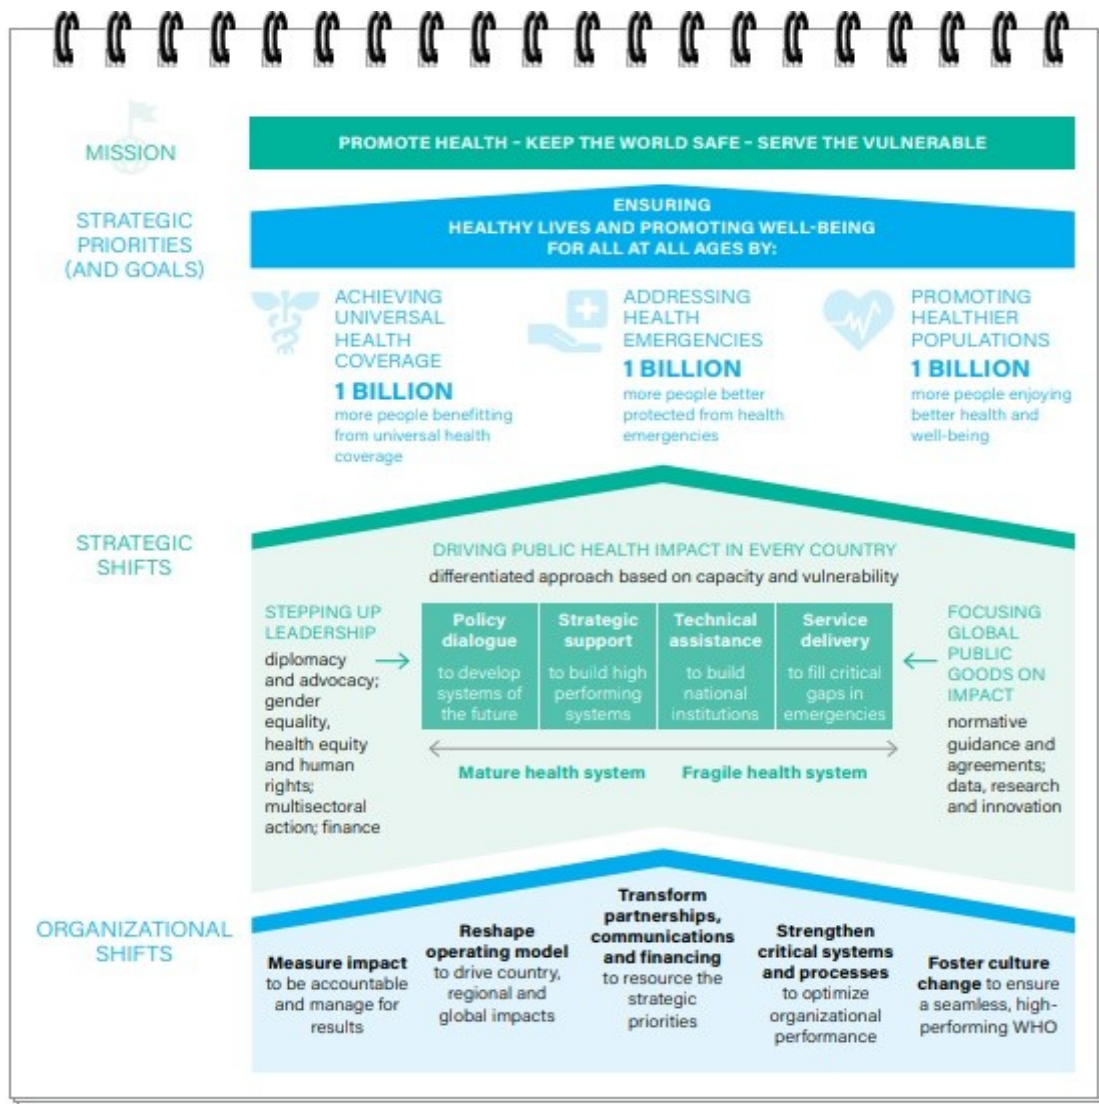 MISSION
PROMOTE HEALTH – KEEP THE WORLD SAFE – SERVE THE VULNERABLE
STRATEGIC
PRIORITIES
(AND GOALS)
ENSURING
HEALTHY LIVES AND PROMOTING WELL-BEING
FOR ALL AT ALL AGES BY:
ACHIEVING
UNIVERSAL
HEALTH
COVERAGE
1 BILLION
more people benefitting
from universal health
coverage
ADDRESSING
HEALTH
EMERGENCIES
1 BILLION
more people better
protected from health
emergencies
PROMOTING
HEALTHIER
POPULATIONS
1 BILLION
more people enjoying
better health and
well-being
STRATEGIC
SHIFTS
DRIVING PUBLIC HEALTH IMPACT IN EVERY COUNTRY
differentiated approach based on capacity and vulnerability
STEPPING UP
LEADERSHIP
diplomacy
and advocacy;
gender
equality,
health equity
and human
rights;
multisectoral
action; finance
Policy
dialogue
to develop
systems of
the future
Strategic
support
to build high
performing
systems
Technical
assistance
to build
national
institutions
Service
delivery
to fill critical
gaps in
emergencies
Mature health system
Fragile health system
FOCUSING
GLOBAL
PUBLIC
GOODS ON
IMPACT
normative
guidance and
agreements;
data, research
and innovation
ORGANIZATIONAL
SHIFTS
Measure impact
to be accountable
and manage for
results
Reshape
operating model
to drive country,
regional and
global impacts
Transform
partnerships,
communications
and financing
to resource the
strategic
priorities
Strengthen
critical systems
and processes
to optimize
organizational
performance
Foster culture
change to ensure
a seamless, high-
performing WHO